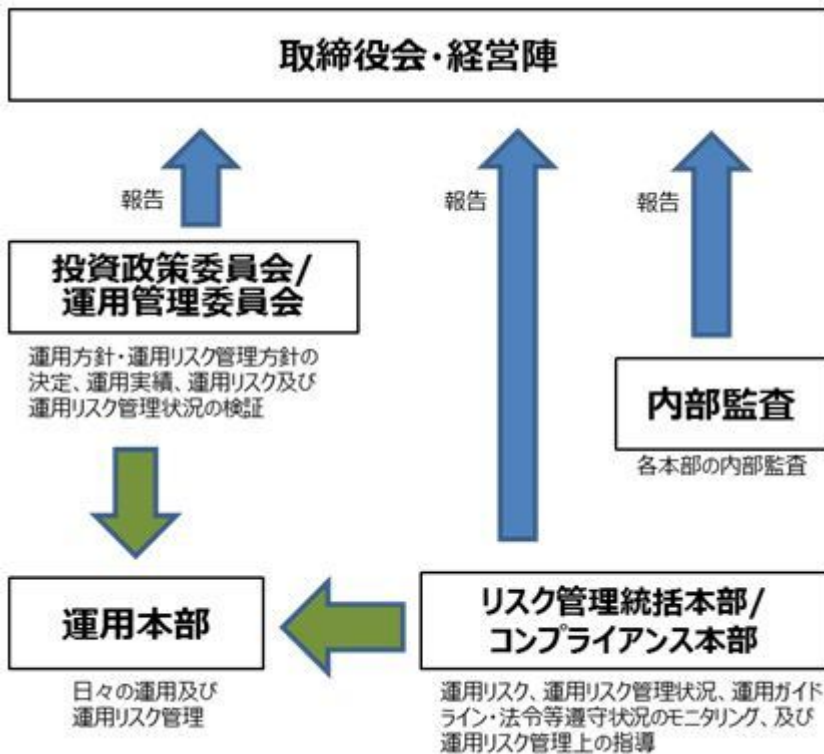 取締役会・経営陣
報告
報告
報告
投資政策委員会/
運用管理委員会
運用方針・運用リスク管理方針の
決定、運用実績、運用リスク及び
運用リスク管理状況の検証
内部監査
各本部の内部監査
運用本部
日々の運用及び
運用リスク管理
リスク管理統括本部/
コンプライアンス本部
運用リスク、運用リスク管理状況、運用ガイド
ライン・法令等遵守状況のモニタリング、及び
運用リスク管理上の指導